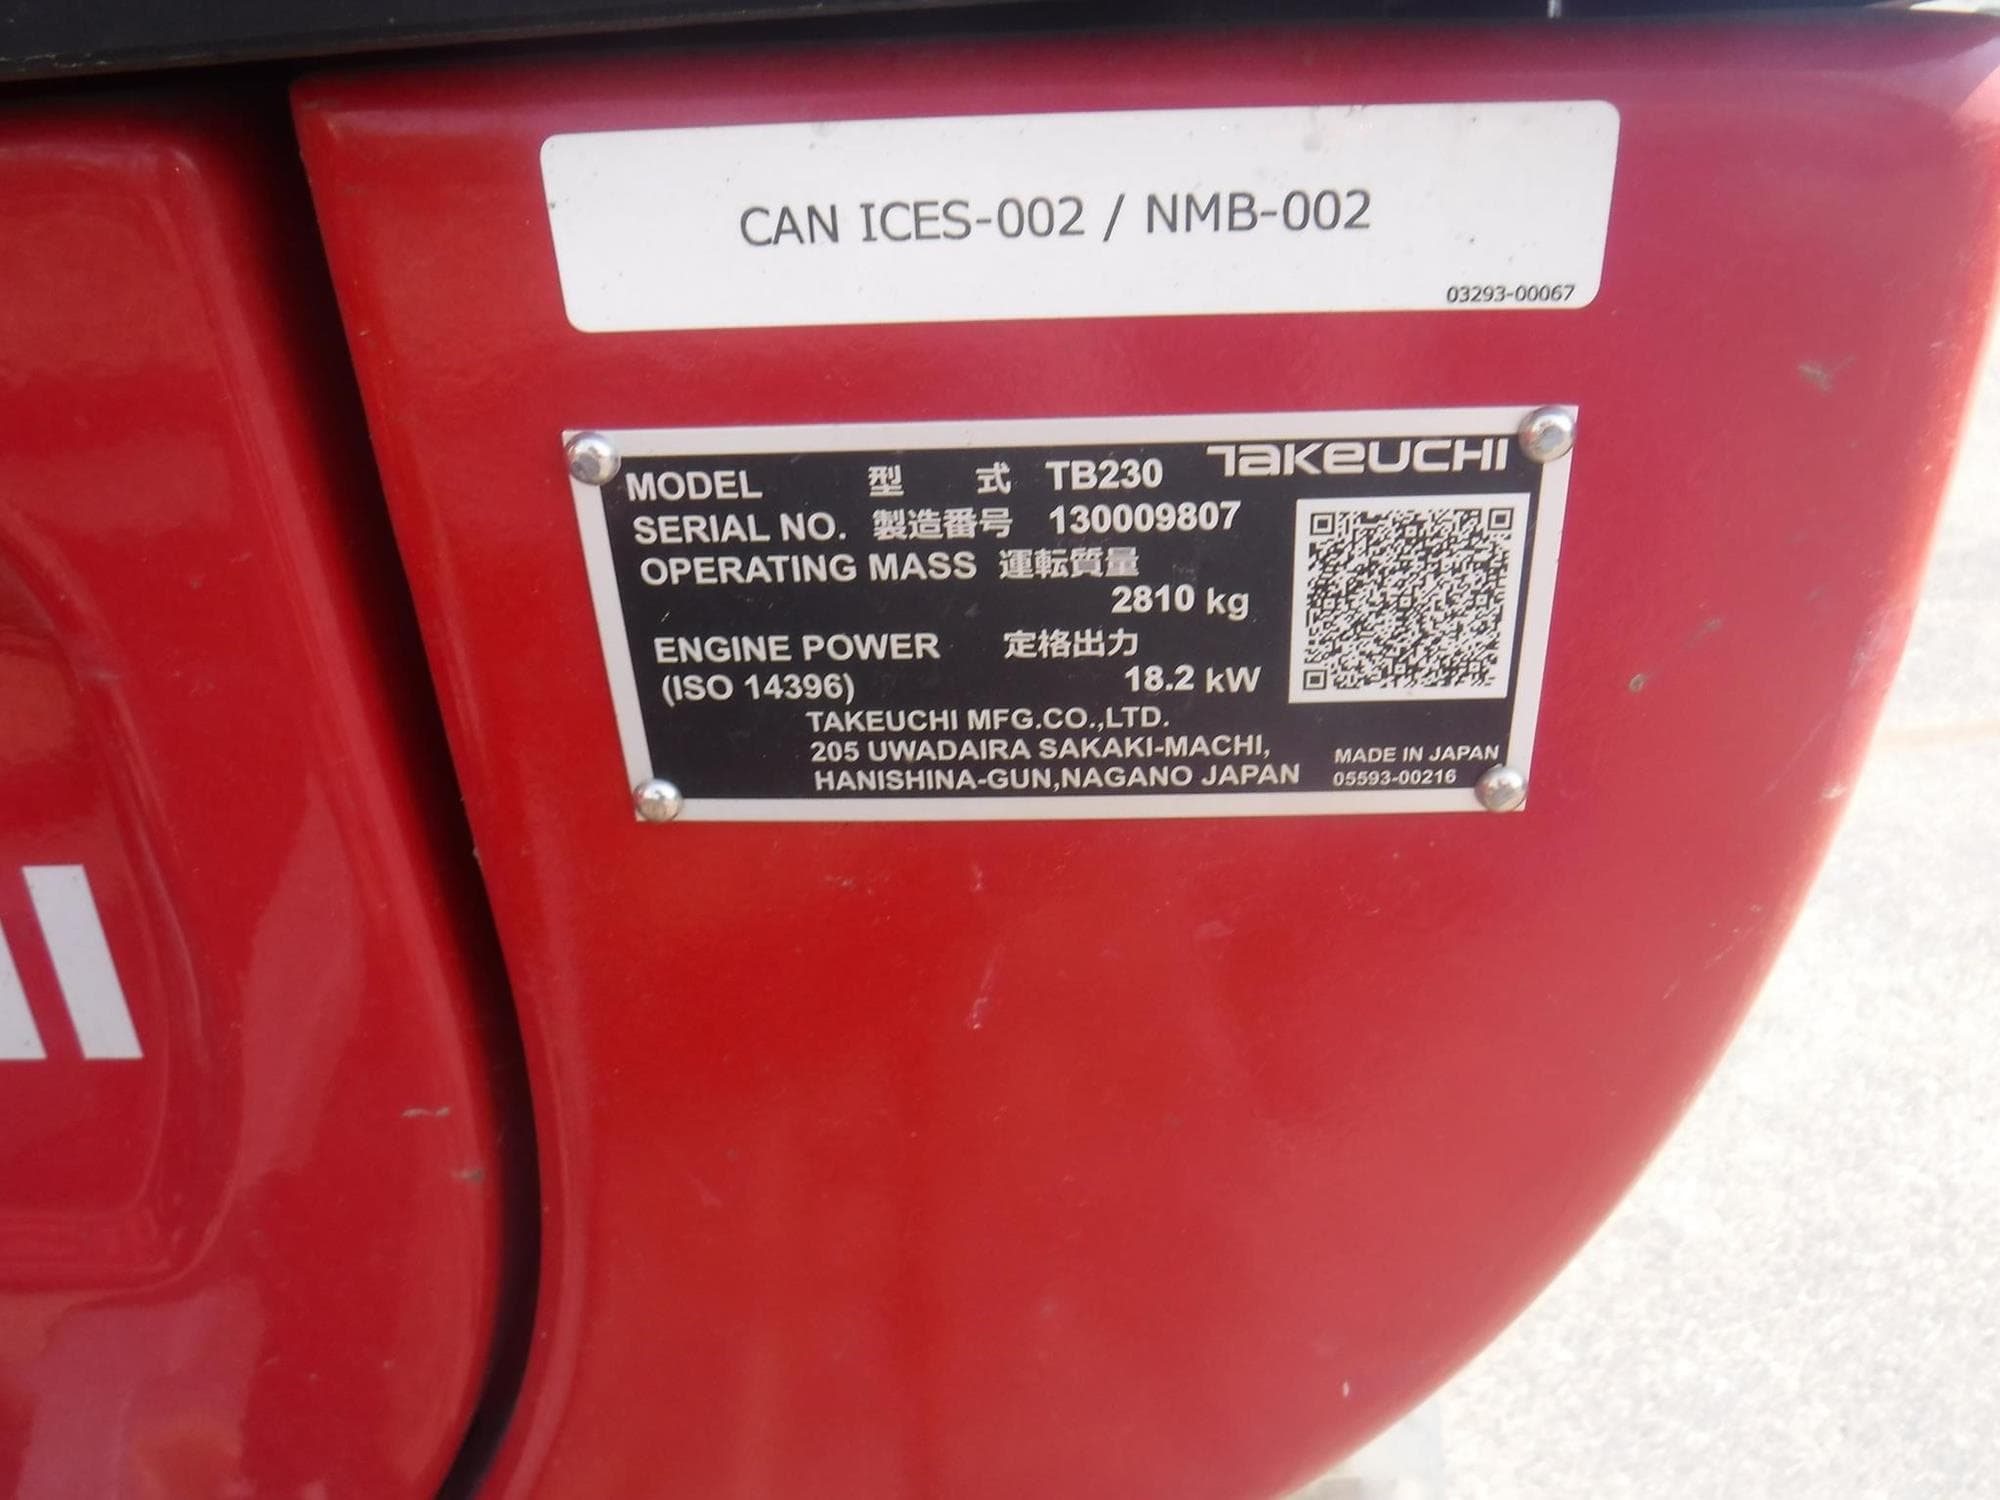 CAN ICES-002 / NMB-002
03293-00067
TAKEUCHI
MODEL 型 式 TB230
SERIAL NO. 製造番号 130009807
OPERATING MASS 運転質量
2810 kg
ENGINE POWER 定格出力
(ISO 14396) 18.2 kW
TAKEUCHI MFG.CO.,LTD.
205 UWADAIRA SAKAKI-MACHI,
HANISHINA-GUN,NAGANO JAPAN
MADE IN JAPAN
05593-00216